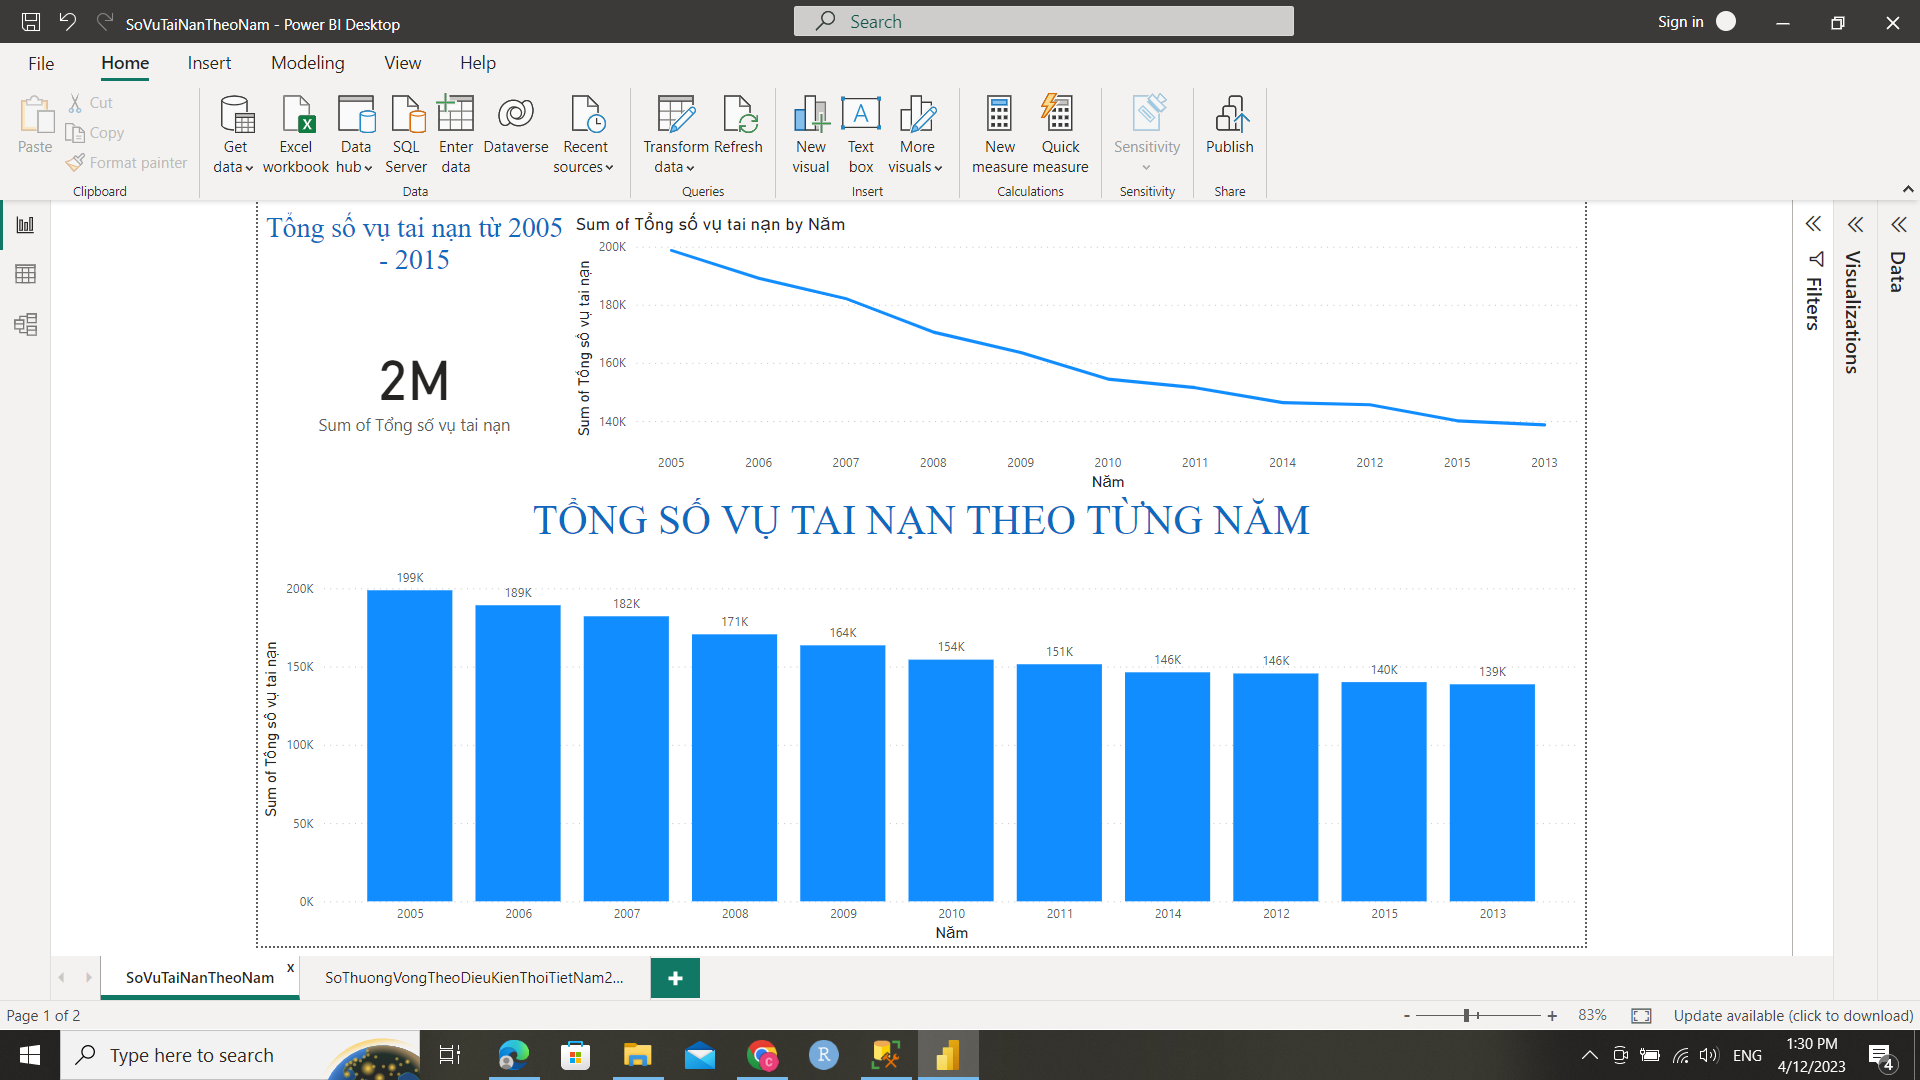 SoVuTaiNanTheoNam - Power BI Desktop
Search
Sign in
File Home Insert Modeling View Help
Paste
Cut
Copy
Format painter
Clipboard
Get data
Excel workbook
Data hub
SQL Server
Enter data
Dataverse
Recent sources
Data
Transform data
Refresh
Queries
New visual
Text box
More visuals
Insert
New measure
Quick measure
Calculations
Sensitivity
Sensitivity
Publish
Share
Tổng số vụ tai nạn từ 2005
- 2015
2M
Sum of Tổng số vụ tai nạn
Sum of Tổng số vụ tai nạn by Năm
Sum of Tổng số vụ tai nạn
200K
180K
160K
140K
2005 2006 2007 2008 2009 2010 2011 2014 2012 2015 2013
Năm
TỔNG SỐ VỤ TAI NẠN THEO TỪNG NĂM
Sum of Tổng số vụ tai nạn
200K
150K
100K
50K
0K
199K 189K 182K 171K 164K 154K 151K 146K 146K 140K 139K
2005 2006 2007 2008 2009 2010 2011 2014 2012 2015 2013
Năm
Filters
Visualizations
Data
SoVuTaiNanTheoNam x
SoThuongVongTheoDieuKienThoiTietNam2...
+
Page 1 of 2
- + 83%
Update available (click to download)
Type here to search
R
ENG
1:30 PM
4/12/2023
4